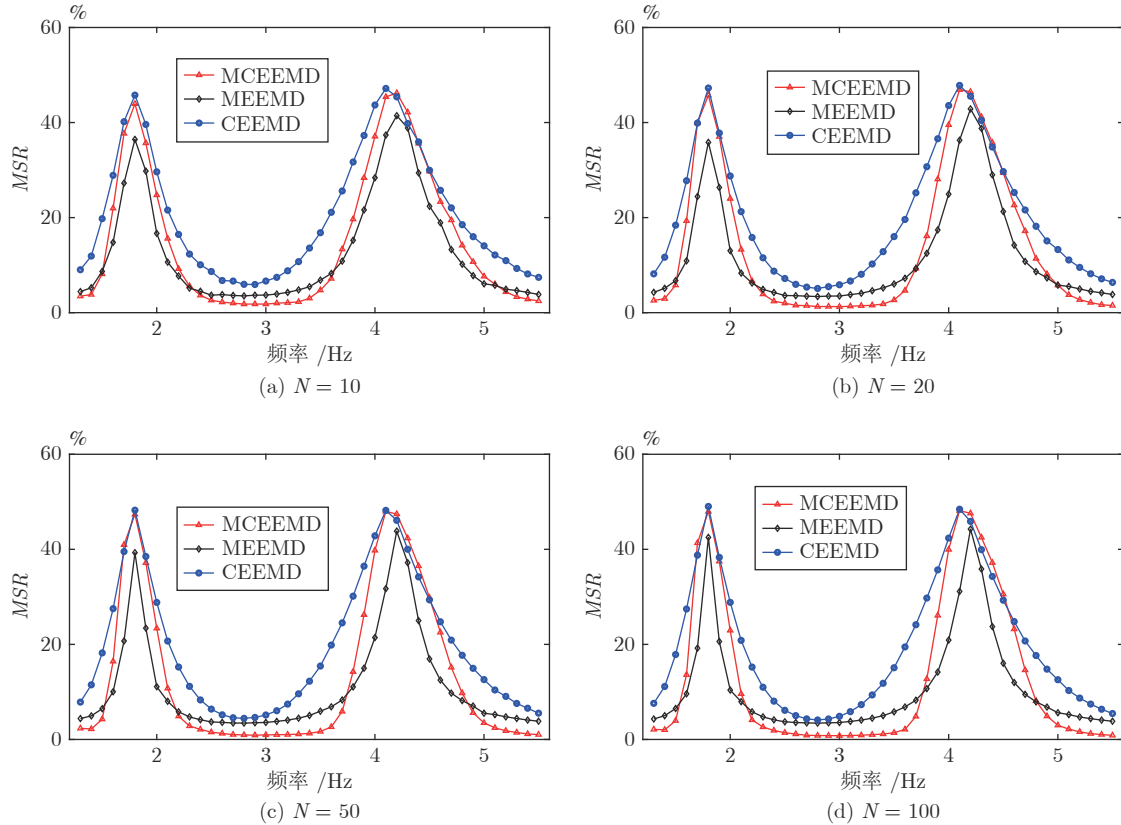 %
60
40
20
0
MSR
MCEEMD
MEEMD
CEEMD
2
3
4
5
频率 /Hz
(a) N = 10
%
60
40
20
0
MSR
MCEEMD
MEEMD
CEEMD
2
3
4
5
频率 /Hz
(b) N = 20
%
60
40
20
0
MSR
MCEEMD
MEEMD
CEEMD
2
3
4
5
频率 /Hz
(c) N = 50
%
60
40
20
0
MSR
MCEEMD
MEEMD
CEEMD
2
3
4
5
频率 /Hz
(d) N = 100